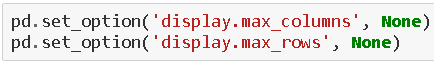 pd.set_option('display.max_columns', None)
pd.set_option('display.max_rows', None)